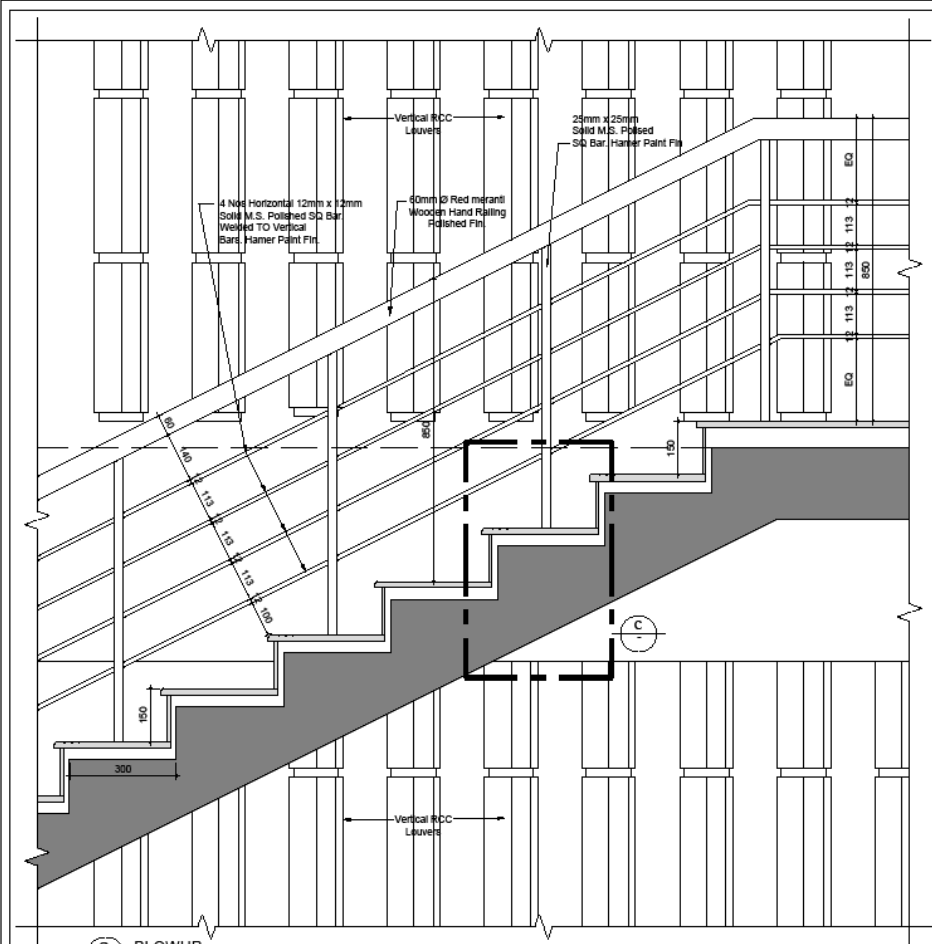 Vertical RCC
Louvers
25mm x 25mm
Solid M.S. Polised
SQ Bar. Hamer Paint Fin
4 Nos Horizontal 12mm x 12mm
Solid M.S. Polished SQ Bar.
Welded TO Vertical
Bars. Hamer Paint Fin.
60mm Ø Red meranti
Wooden Hand Railing
Polished Fin.
EQ
12
113
12
113
12
113
12
EQ
850
60
140
12
113
12
113
12
113
12
100
850
150
150
300
C
-
Vertical RCC
Louvers
BLOWUP